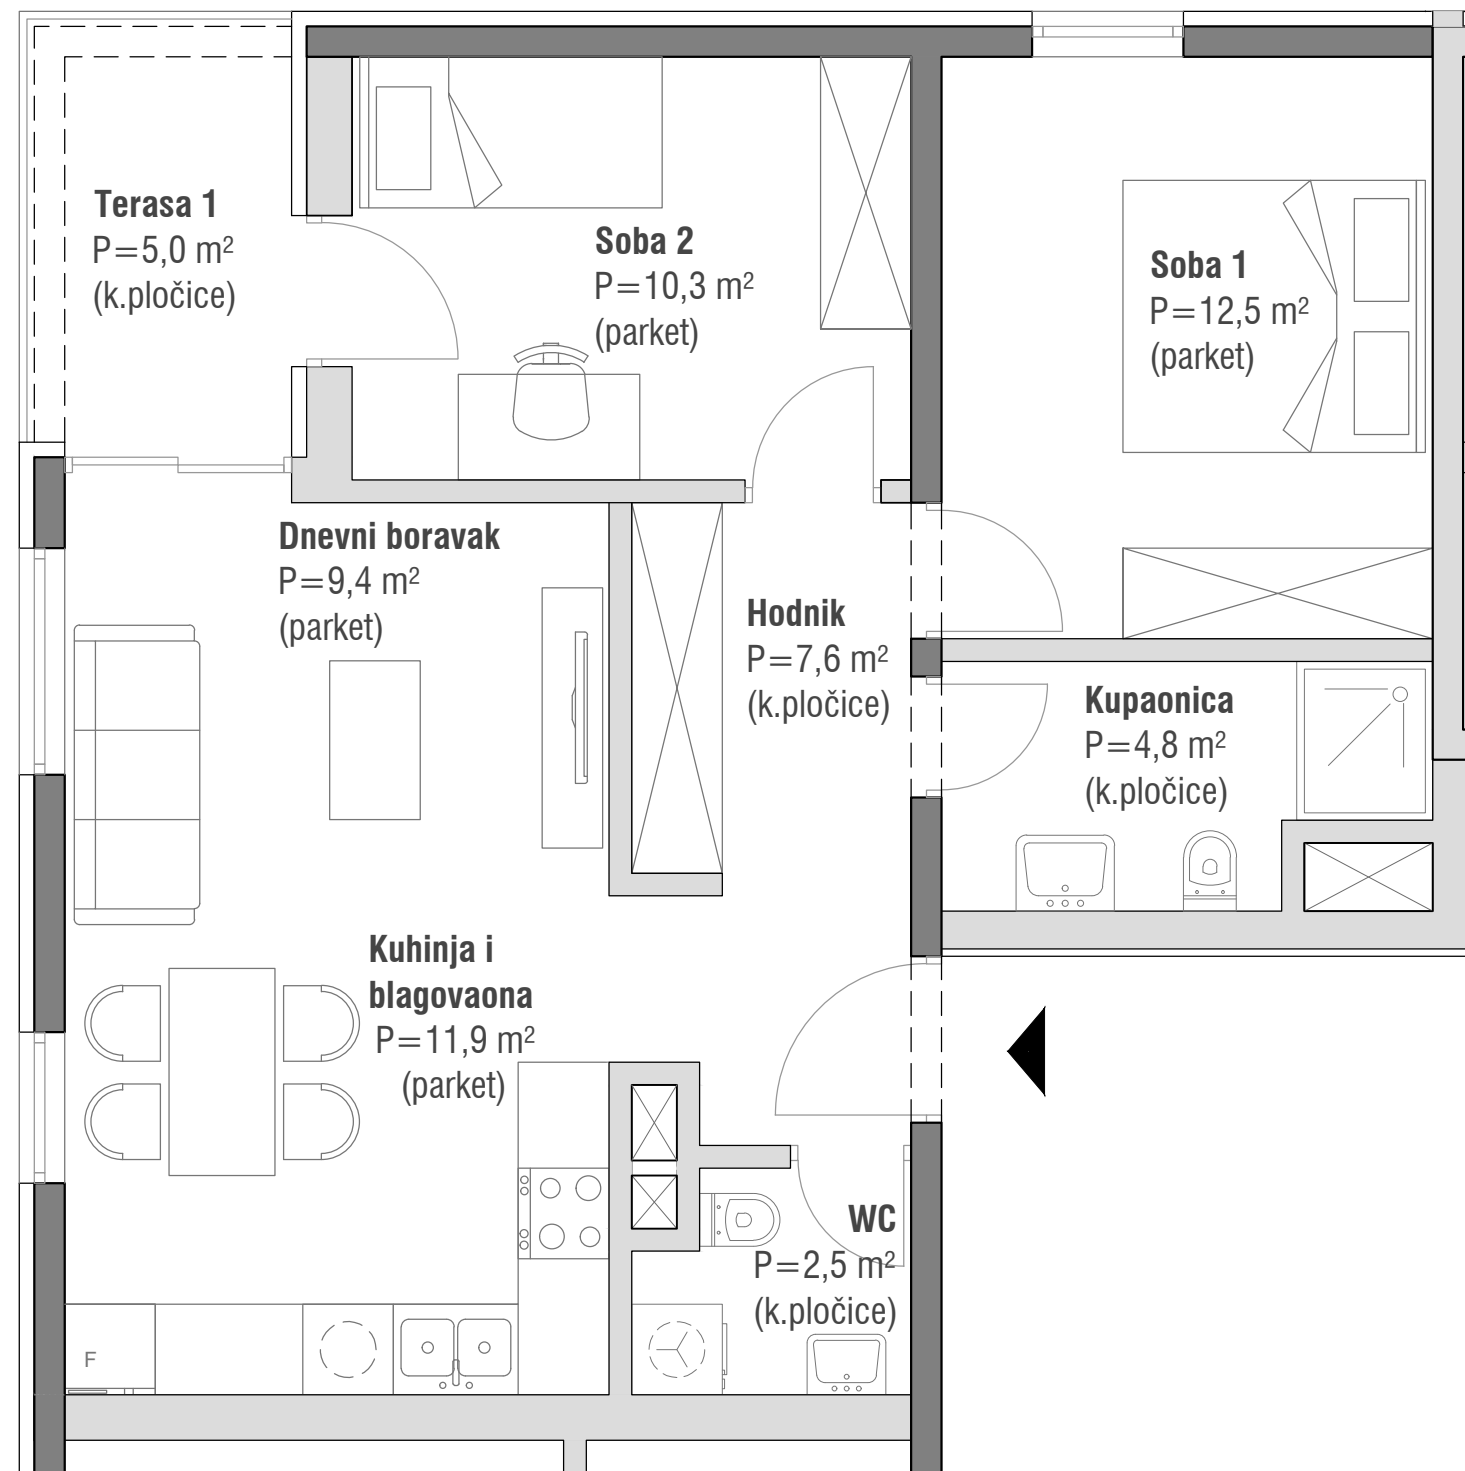 Terasa 1
P=5,0 m²
(k.pločice)
Soba 2
P=10,3 m²
(parket)
Soba 1
P=12,5 m²
(parket)
Dnevni boravak
P=9,4 m²
(parket)
Hodnik
P=7,6 m²
(k.pločice)
Kupaonica
P=4,8 m²
(k.pločice)
Kuhinja i
blagovaona
P=11,9 m²
(parket)
WC
P=2,5 m²
(k.pločice)
F